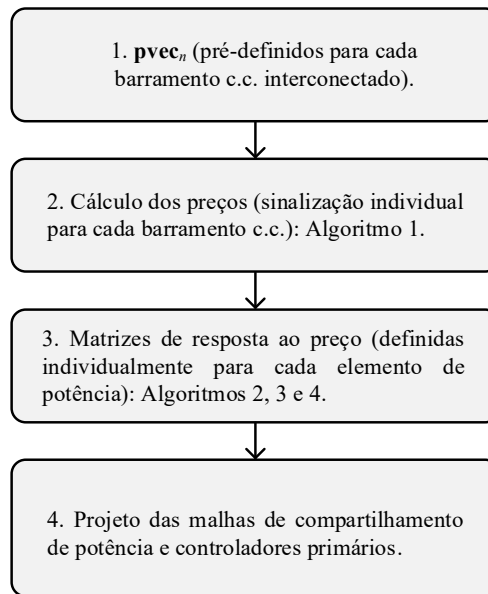 1. pvecn (pré-definidos para cada
barramento c.c. interconectado).
2. Cálculo dos preços (sinalização individual
para cada barramento c.c.): Algoritmo 1.
3. Matrizes de resposta ao preço (definidas
individualmente para cada elemento de
potência): Algoritmos 2, 3 e 4.
4. Projeto das malhas de compartilhamento
de potência e controladores primários.